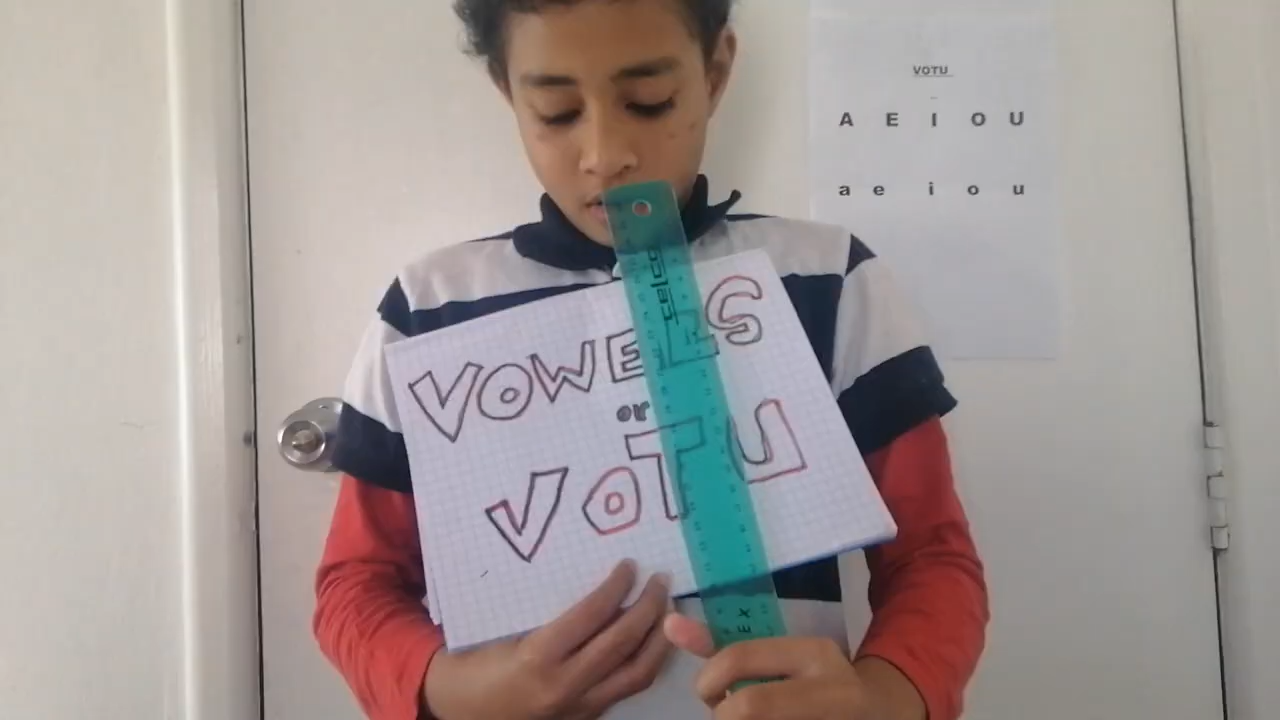 VOTU
A E I O U
a e i o u
VOWELS
or
VOTU
celco